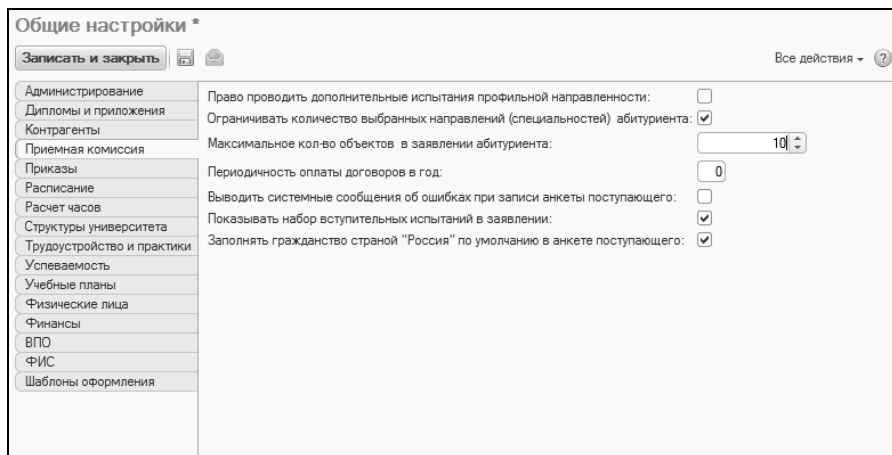 Общие настройки *
Записать и закрыть
Все действия
?
Администрирование
Дипломы и приложения
Контрагенты
Приемная комиссия
Приказы
Расписание
Расчет часов
Структуры университета
Трудоустройство и практики
Успеваемость
Учебные планы
Физические лица
Финансы
ВПО
ФИС
Шаблоны оформления
Право проводить дополнительные испытания профильной направленности:
Ограничивать количество выбранных направлений (специальностей) абитуриента:
Максимальное кол-во объектов в заявлении абитуриента: 10
Периодичность оплаты договоров в год: 0
Выводить системные сообщения об ошибках при записи анкеты поступающего:
Показывать набор вступительных испытаний в заявлении:
Заполнять гражданство страной "Россия" по умолчанию в анкете поступающего: